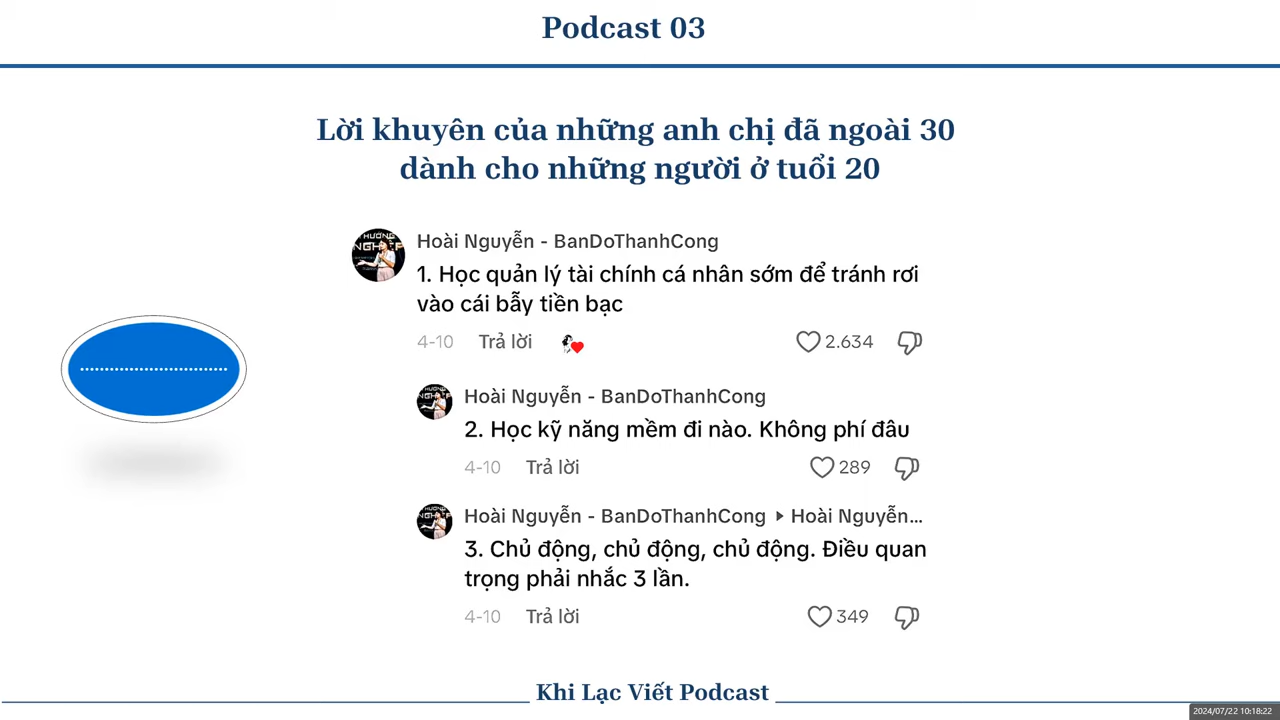 Podcast 03
Lời khuyên của những anh chị đã ngoài 30
dành cho những người ở tuổi 20
Hoài Nguyễn - BanDoThanhCong
1. Học quản lý tài chính cá nhân sớm để tránh rơi
vào cái bẫy tiền bạc
4-10 Trả lời 2.634
Hoài Nguyễn - BanDoThanhCong
2. Học kỹ năng mềm đi nào. Không phí đâu
4-10 Trả lời 289
Hoài Nguyễn - BanDoThanhCong ▸ Hoài Nguyễn...
3. Chủ động, chủ động, chủ động. Điều quan
trọng phải nhắc 3 lần.
4-10 Trả lời 349
Khi Lạc Viết Podcast
2024/07/22 10:18:22